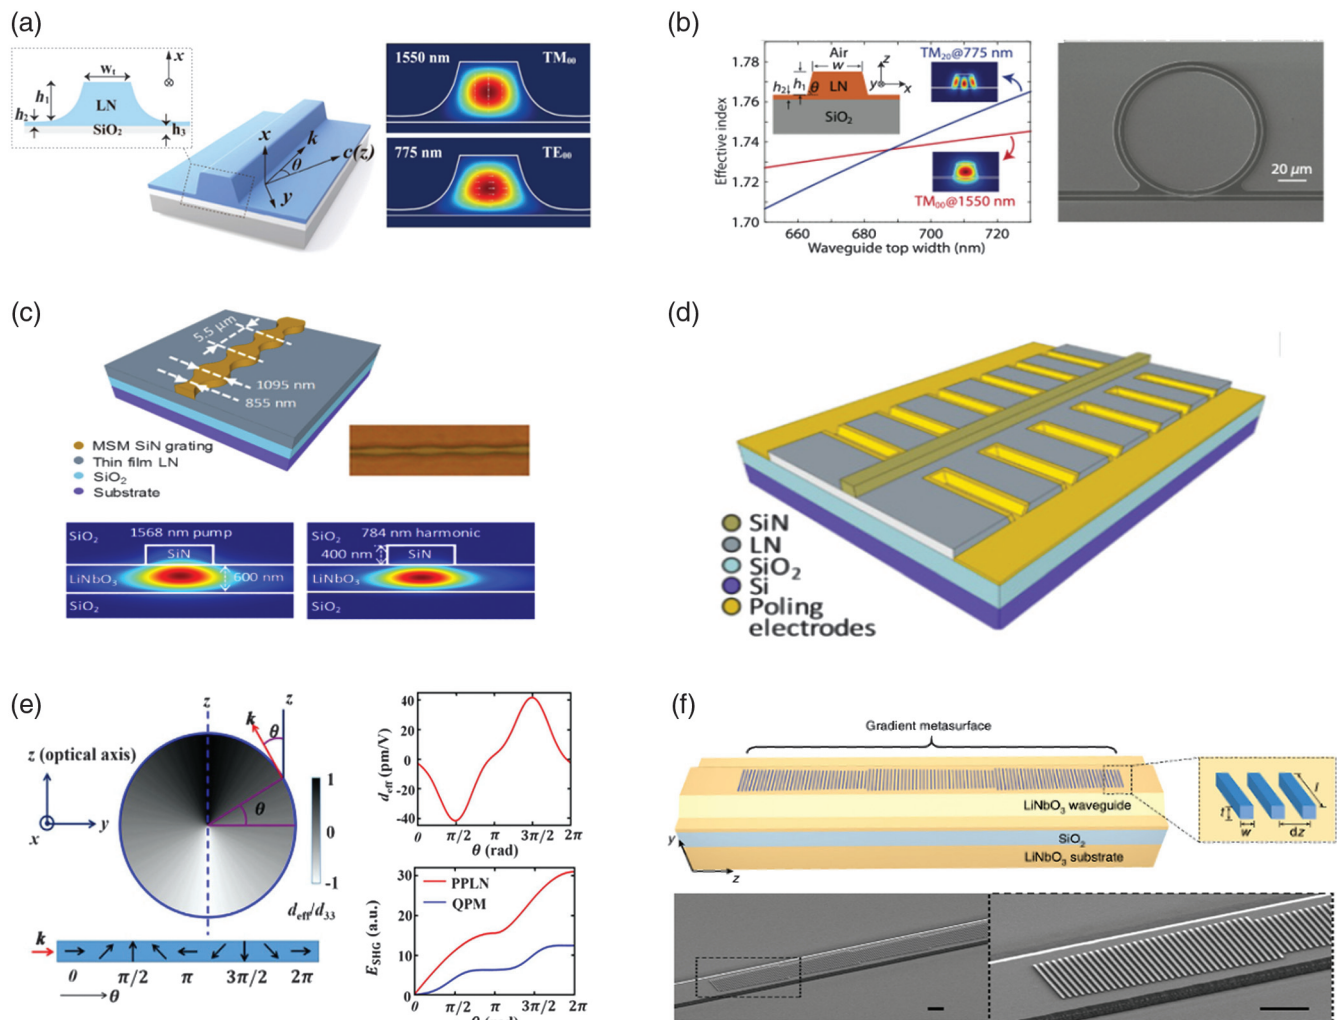 (a)
x
wt
h1
LN
h2
SiO2
h3
x
k
θ
c(z)
y
1550 nm TM00
775 nm TE00
(b)
Effective index
1.78
1.76
1.74
1.72
1.70
660 680 700 720
Waveguide top width (nm)
Air
w
z
h1
LN
h2
θ
y x
SiO2
TM20@775 nm
TM00@1550 nm
20 µm
(c)
5.5 µm
1095 nm
855 nm
MSM SiN grating
Thin film LN
SiO2
Substrate
SiO2 1568 nm pump
SiN
LiNbO3 600 nm
SiO2
SiO2 784 nm harmonic
400 nm SiN
LiNbO3
SiO2
(d)
SiN
LN
SiO2
Si
Poling
electrodes
(e)
z z
k
θ
z (optical axis)
y
x
θ
1
0
-1
deff/d33
k
0 π/2 π 3π/2 2π
θ
deff(pm/V)
40
20
0
-20
-40
0 π/2 π 3π/2 2π
θ (rad)
ESHG (a.u.)
30
20
10
0
PPLN
QPM
0 π/2 π 3π/2 2π
(f)
Gradient metasurface
LiNbO3 waveguide
SiO2
LiNbO3 substrate
y
z
l
t
w dz